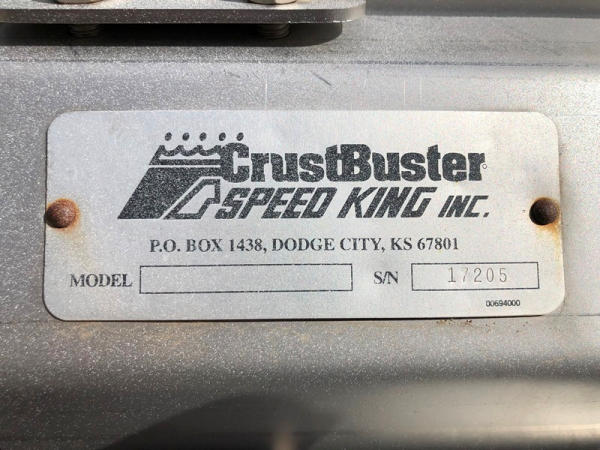 CrustBuster
SPEED KING INC.
P.O. BOX 1438, DODGE CITY, KS 67801
MODEL S/N 17205
00694000